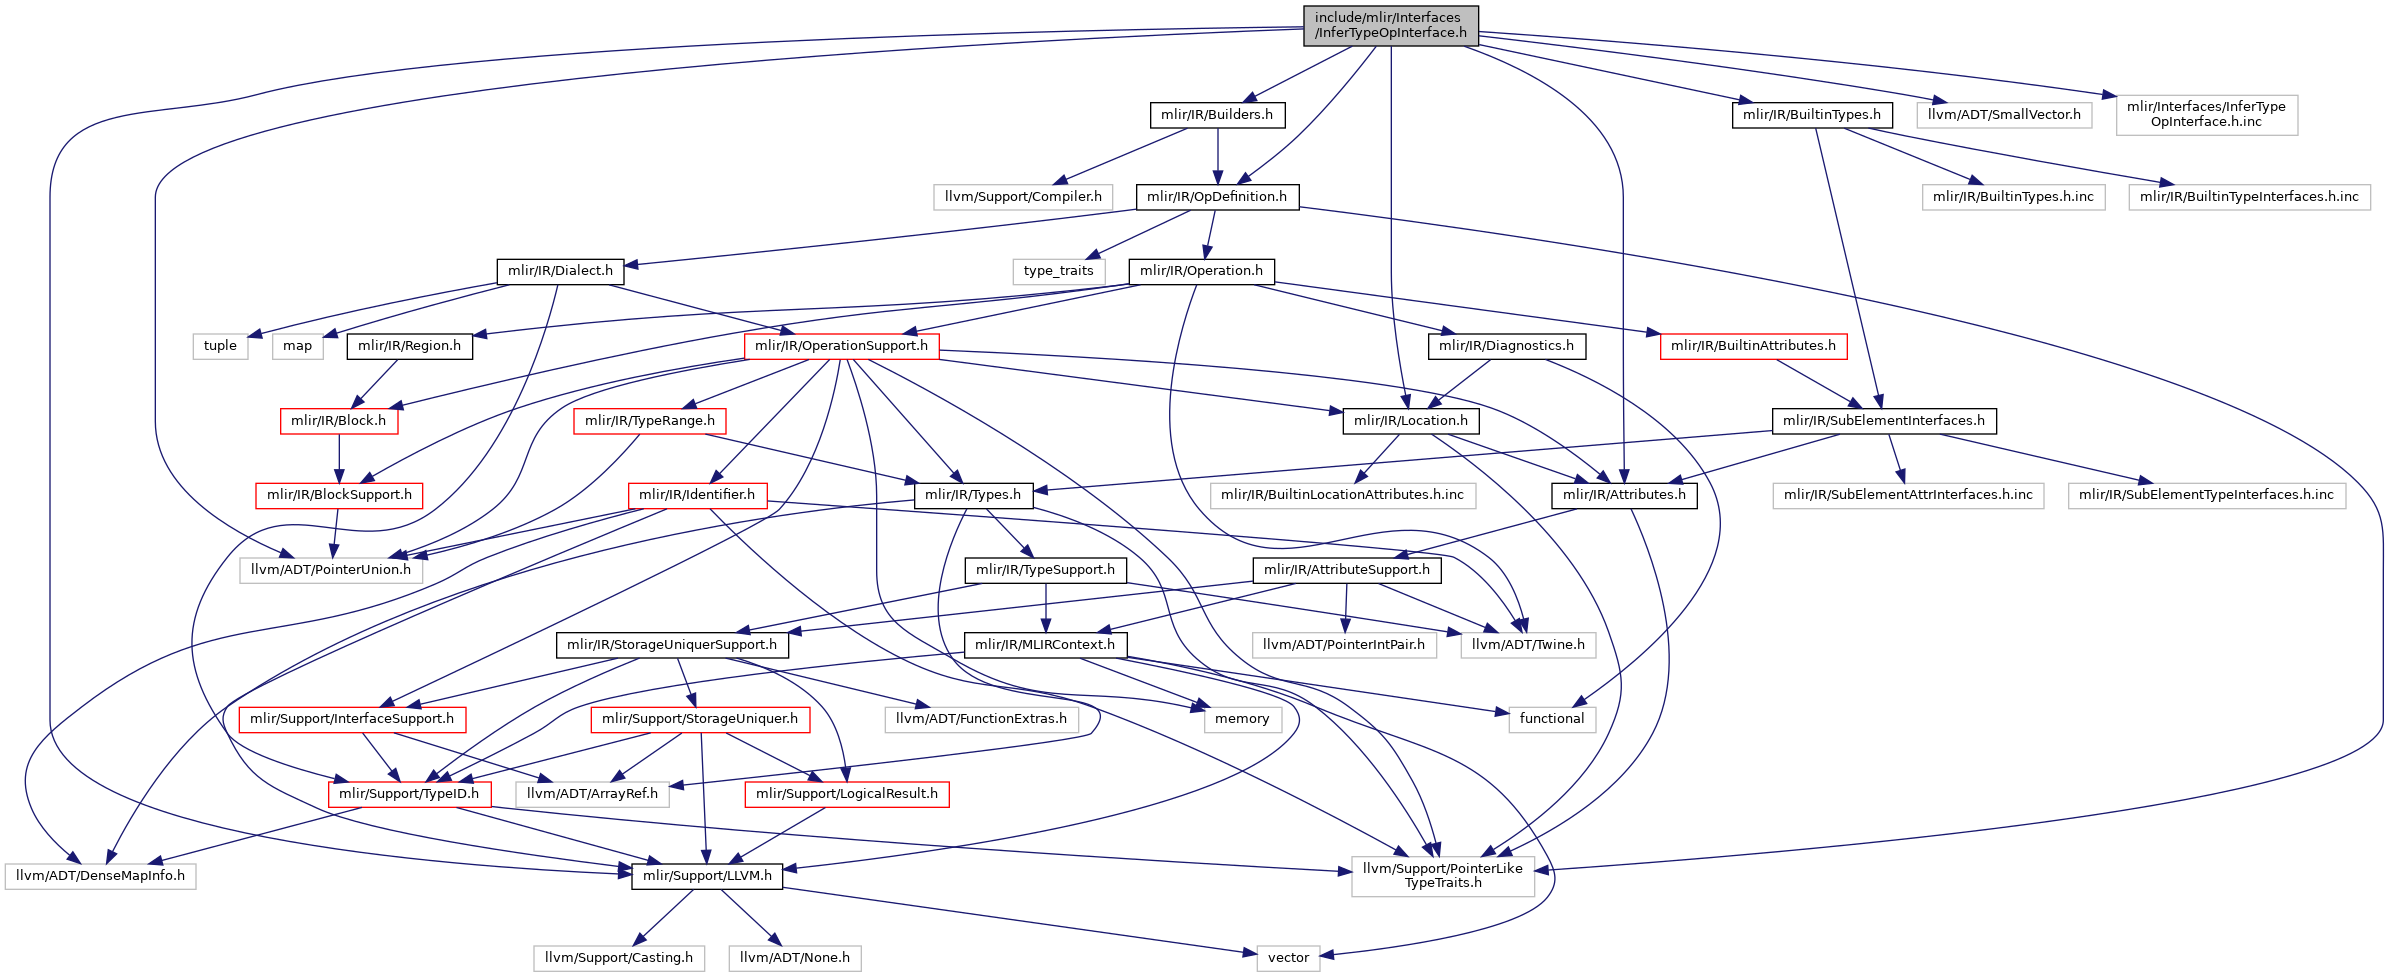 include/mlir/Interfaces
/InferTypeOpInterface.h
mlir/IR/Builders.h
mlir/IR/BuiltinTypes.h
llvm/ADT/SmallVector.h
mlir/Interfaces/InferType
OpInterface.h.inc
llvm/Support/Compiler.h
mlir/IR/OpDefinition.h
mlir/IR/BuiltinTypes.h.inc
mlir/IR/BuiltinTypeInterfaces.h.inc
mlir/IR/Dialect.h
type_traits
mlir/IR/Operation.h
tuple
map
mlir/IR/Region.h
mlir/IR/OperationSupport.h
mlir/IR/Diagnostics.h
mlir/IR/BuiltinAttributes.h
mlir/IR/Block.h
mlir/IR/TypeRange.h
mlir/IR/Location.h
mlir/IR/SubElementInterfaces.h
mlir/IR/BlockSupport.h
mlir/IR/Identifier.h
mlir/IR/Types.h
mlir/IR/BuiltinLocationAttributes.h.inc
mlir/IR/Attributes.h
mlir/IR/SubElementAttrInterfaces.h.inc
mlir/IR/SubElementTypeInterfaces.h.inc
llvm/ADT/PointerUnion.h
mlir/IR/TypeSupport.h
mlir/IR/AttributeSupport.h
mlir/IR/StorageUniquerSupport.h
mlir/IR/MLIRContext.h
llvm/ADT/PointerIntPair.h
llvm/ADT/Twine.h
mlir/Support/InterfaceSupport.h
mlir/Support/StorageUniquer.h
llvm/ADT/FunctionExtras.h
memory
functional
mlir/Support/TypeID.h
llvm/ADT/ArrayRef.h
mlir/Support/LogicalResult.h
llvm/ADT/DenseMapInfo.h
mlir/Support/LLVM.h
llvm/Support/PointerLike
TypeTraits.h
llvm/Support/Casting.h
llvm/ADT/None.h
vector